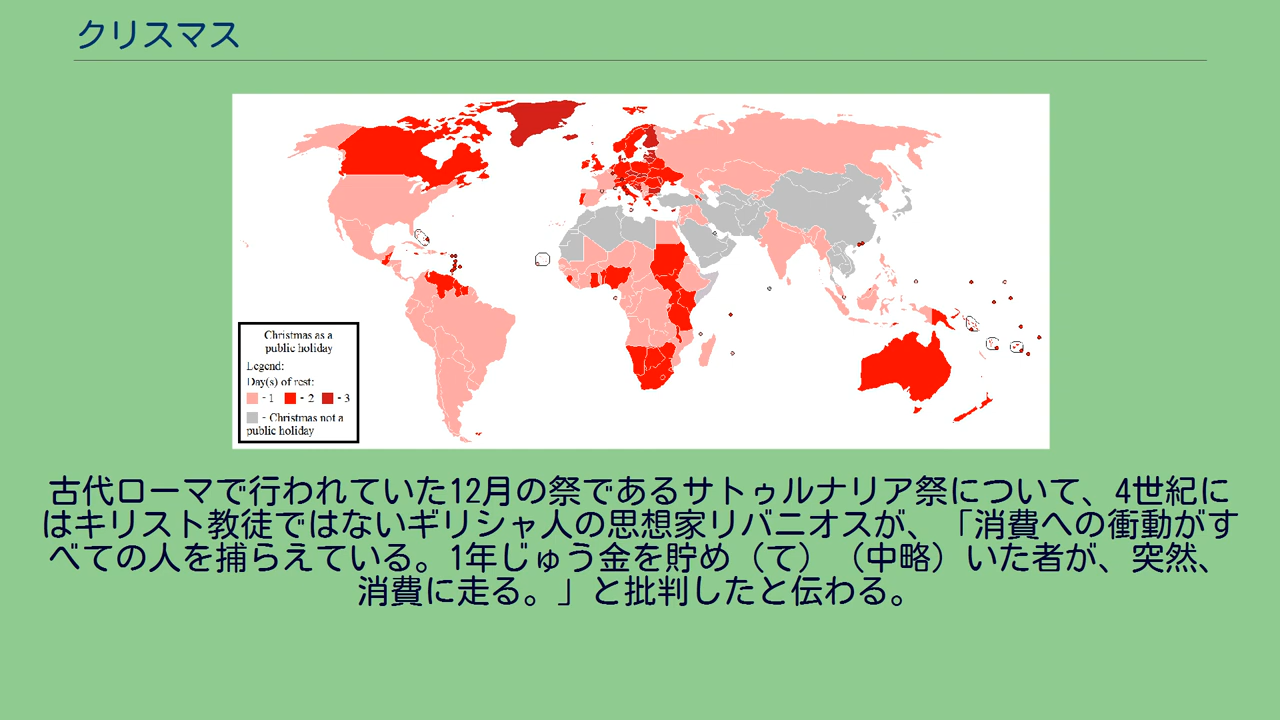 クリスマス
Christmas as a
public holiday
Legend:
Day(s) of rest:
- 1 - 2 - 3
- Christmas not a
public holiday
古代ローマで行われていた12月の祭であるサトゥルナリア祭について、4世紀に
はキリスト教徒ではないギリシャ人の思想家リバニオスが、「消費への衝動がす
べての人を捕らえている。1年じゅう金を貯め（て）（中略）いた者が、突然、
消費に走る。」と批判したと伝わる。